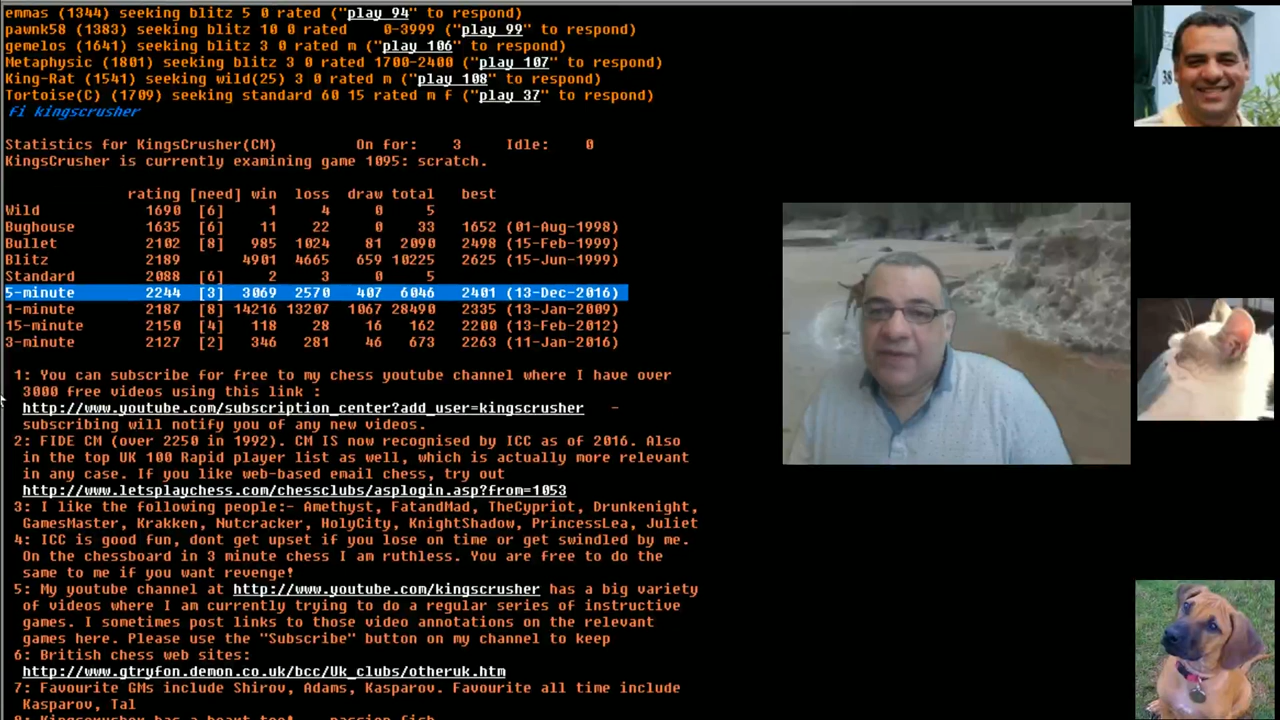 emmas (1344) seeking blitz 5 0 rated ("play 94" to respond)
pawnk58 (1383) seeking blitz 10 0 rated 0-3999 ("play 99" to respond)
gemelos (1641) seeking blitz 3 0 rated m ("play 106" to respond)
Metaphysic (1801) seeking blitz 3 0 rated 1700-2400 ("play 107" to respond)
King-Rat (1541) seeking wild(25) 3 0 rated m ("play 108" to respond)
Tortoise(C) (1709) seeking standard 60 15 rated m f ("play 37" to respond)
fi kingscrusher
Statistics for KingsCrusher(CM) On for: 3 Idle: 0
KingsCrusher is currently examining game 1095: scratch.
rating [need] win loss draw total best
Wild 1690 [6] 1 4 0 5
Bughouse 1635 [6] 11 22 0 33 1652 (01-Aug-1998)
Bullet 2102 [8] 985 1024 81 2090 2498 (15-Feb-1999)
Blitz 2189 4901 4665 659 10225 2625 (15-Jun-1999)
Standard 2088 [6] 2 3 0 5
5-minute 2244 [3] 3069 2570 407 6046 2401 (13-Dec-2016)
1-minute 2187 [8] 14216 13207 1067 28490 2335 (13-Jan-2009)
15-minute 2150 [4] 118 28 16 162 2200 (13-Feb-2012)
3-minute 2127 [2] 346 281 46 673 2263 (11-Jan-2016)
1: You can subscribe for free to my chess youtube channel where I have over
3000 free videos using this link :
http://www.youtube.com/subscription_center?add_user=kingscrusher -
subscribing will notify you of any new videos.
2: FIDE CM (over 2250 in 1992). CM IS now recognised by ICC as of 2016. Also
in the top UK 100 Rapid player list as well, which is actually more relevant
in any case. If you like web-based email chess, try out
http://www.letsplaychess.com/chessclubs/asplogin.asp?from=1053
3: I like the following people:- Amethyst, FatandMad, TheCypriot, Drunkenight,
GamesMaster, Krakken, Nutcracker, HolyCity, KnightShadow, PrincessLea, Juliet
4: ICC is good fun, dont get upset if you lose on time or get swindled by me.
On the chessboard in 3 minute chess I am ruthless. You are free to do the
same to me if you want revenge!
5: My youtube channel at http://www.youtube.com/kingscrusher has a big variety
of videos where I am currently trying to do a regular series of instructive
games. I sometimes post links to those video annotations on the relevant
games here. Please use the "Subscribe" button on my channel to keep
6: British chess web sites:
http://www.gtryfon.demon.co.uk/bcc/Uk_clubs/otheruk.htm
7: Favourite GMs include Shirov, Adams, Kasparov. Favourite all time include
Kasparov, Tal
38